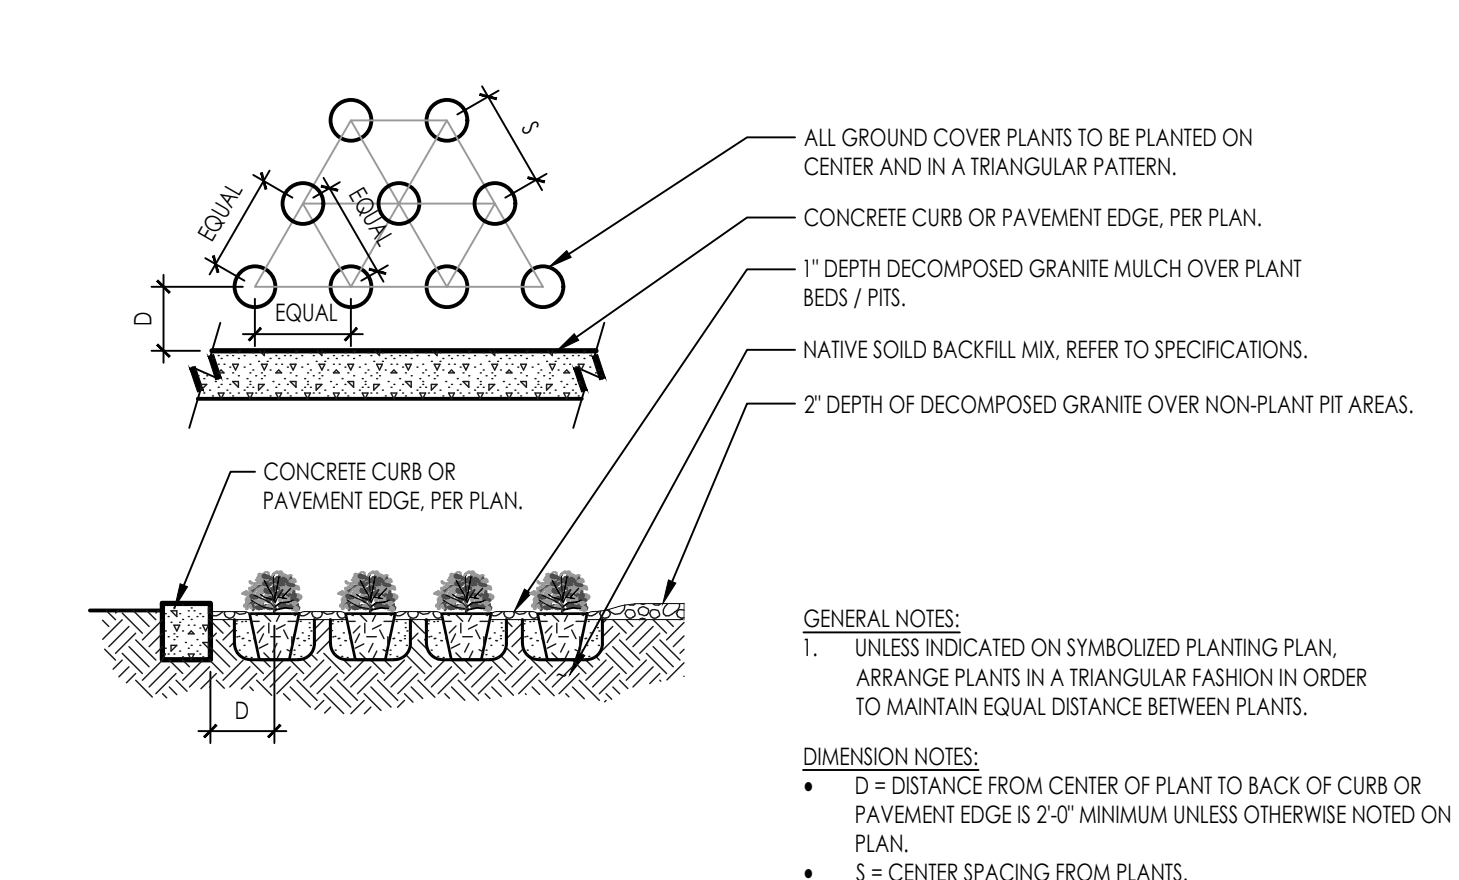 S
EQUAL
EQUAL
EQUAL
D
ALL GROUND COVER PLANTS TO BE PLANTED ON
CENTER AND IN A TRIANGULAR PATTERN.
CONCRETE CURB OR PAVEMENT EDGE, PER PLAN.
1" DEPTH DECOMPOSED GRANITE MULCH OVER PLANT
BEDS / PITS.
NATIVE SOILD BACKFILL MIX, REFER TO SPECIFICATIONS.
2" DEPTH OF DECOMPOSED GRANITE OVER NON-PLANT PIT AREAS.
CONCRETE CURB OR
PAVEMENT EDGE, PER PLAN.
D
GENERAL NOTES:
1. UNLESS INDICATED ON SYMBOLIZED PLANTING PLAN,
ARRANGE PLANTS IN A TRIANGULAR FASHION IN ORDER
TO MAINTAIN EQUAL DISTANCE BETWEEN PLANTS.
DIMENSION NOTES:
• D = DISTANCE FROM CENTER OF PLANT TO BACK OF CURB OR
PAVEMENT EDGE IS 2'-0" MINIMUM UNLESS OTHERWISE NOTED ON
PLAN.
• S = CENTER SPACING FROM PLANTS.